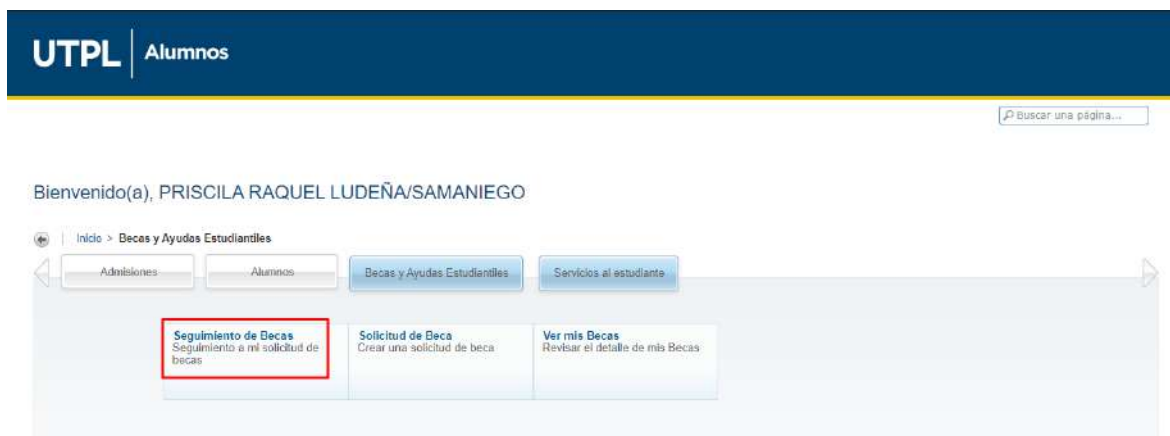 UTPL Alumnos
Buscar una página...
Bienvenido(a), PRISCILA RAQUEL LUDEÑA/SAMANIEGO
Inicio > Becas y Ayudas Estudiantiles
Admisiones Alumnos Becas y Ayudas Estudiantiles Servicios al estudiante
Seguimiento de Becas
Seguimiento a mi solicitud de
becas
Solicitud de Beca
Crear una solicitud de beca
Ver mis Becas
Revisar el detalle de mis Becas